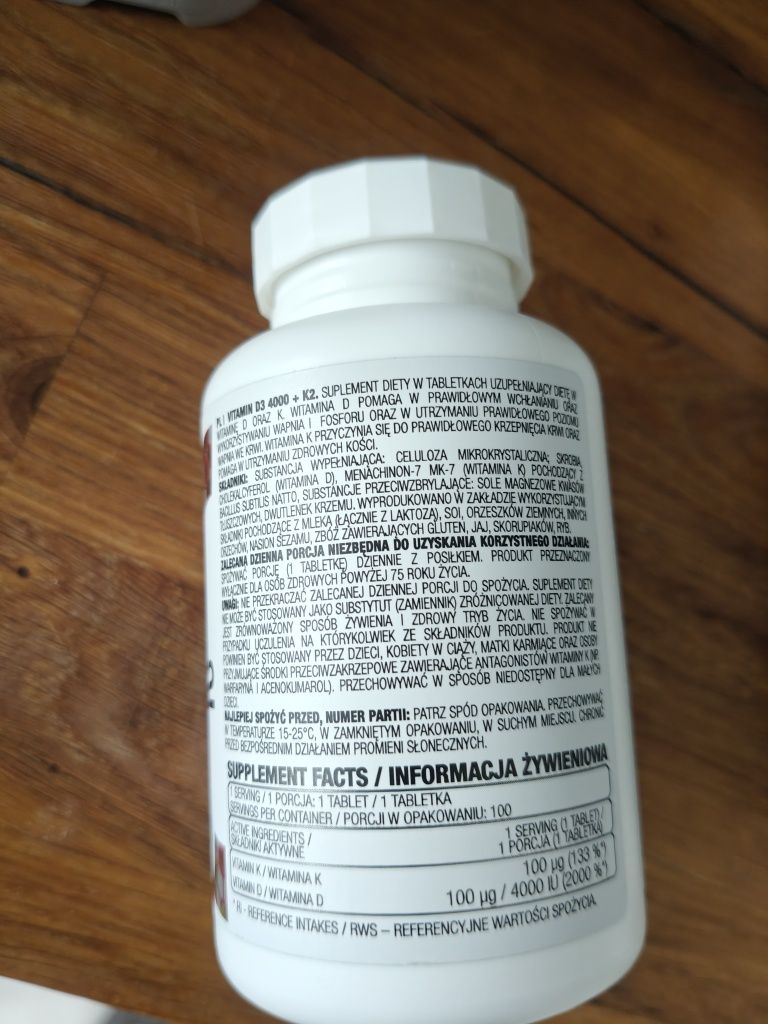 PL | VITAMIN D3 4000 + K2. SUPLEMENT DIETY W TABLETKACH UZUPEŁNIAJĄCY DIETĘ W
WITAMINĘ D ORAZ K. WITAMINA D POMAGA W PRAWIDŁOWYM WCHŁANIANIU ORAZ
WYKORZYSTYWANIU WAPNIA I FOSFORU ORAZ W UTRZYMANIU PRAWIDŁOWEGO POZIOMU
WAPNIA WE KRWI. WITAMINA K PRZYCZYNIA SIĘ DO PRAWIDŁOWEGO KRZEPNIĘCIA KRWI ORAZ
POMAGA W UTRZYMANIU ZDROWYCH KOŚCI.
SKŁADNIKI: SUBSTANCJA WYPEŁNIAJĄCA: CELULOZA MIKROKRYSTALICZNA; SKROBIA,
CHOLEKALCYFEROL (WITAMINA D), MENACHINON-7 MK-7 (WITAMINA K) POCHODZĄCY Z
BACILLUS SUBTILIS NATTO, SUBSTANCJE PRZECIWZBRYLAJĄCE: SOLE MAGNEZOWE KWASÓW
TŁUSZCZOWYCH, DWUTLENEK KRZEMU. WYPRODUKOWANO W ZAKŁADZIE WYKORZYSTUJĄCYM
SKŁADNIKI POCHODZĄCE Z MLEKA (ŁĄCZNIE Z LAKTOZĄ), SOI, ORZESZKÓW ZIEMNYCH, INNYCH
ORZECHÓW, NASION SEZAMU, ZBÓŻ ZAWIERAJĄCYCH GLUTEN, JAJ, SKORUPIAKÓW, RYB.
ZALECANA DZIENNA PORCJA NIEZBĘDNA DO UZYSKANIA KORZYSTNEGO DZIAŁANIA:
SPOŻYWAĆ PORCJĘ (1 TABLETKĘ) DZIENNIE Z POSIŁKIEM. PRODUKT PRZEZNACZONY
WYŁĄCZNIE DLA OSÓB ZDROWYCH POWYŻEJ 75 ROKU ŻYCIA.
UWAGI: NIE PRZEKRACZAĆ ZALECANEJ DZIENNEJ PORCJI DO SPOŻYCIA. SUPLEMENT DIETY
NIE MOŻE BYĆ STOSOWANY JAKO SUBSTYTUT (ZAMIENNIK) ZRÓŻNICOWANEJ DIETY. ZALECANY
JEST ZRÓWNOWAŻONY SPOSÓB ŻYWIENIA I ZDROWY TRYB ŻYCIA. NIE SPOŻYWAĆ W
PRZYPADKU UCZULENIA NA KTÓRYKOLWIEK ZE SKŁADNIKÓW PRODUKTU. PRODUKT NIE
POWINIEN BYĆ STOSOWANY PRZEZ DZIECI, KOBIETY W CIĄŻY, MATKI KARMIĄCE ORAZ OSOBY
PRZYJMUJĄCE ŚRODKI PRZECIWZAKRZEPOWE ZAWIERAJĄCE ANTAGONISTÓW WITAMINY K (NP.
WARFARYNA I ACENOKUMAROL). PRZECHOWYWAĆ W SPOSÓB NIEDOSTĘPNY DLA MAŁYCH
DZIECI.
NAJLEPIEJ SPOŻYĆ PRZED, NUMER PARTII: PATRZ SPÓD OPAKOWANIA. PRZECHOWYWAĆ
W TEMPERATURZE 15-25°C, W ZAMKNIĘTYM OPAKOWANIU, W SUCHYM MIEJSCU. CHRONIĆ
PRZED BEZPOŚREDNIM DZIAŁANIEM PROMIENI SŁONECZNYCH.
SUPPLEMENT FACTS / INFORMACJA ŻYWIENIOWA
1 SERVING / 1 PORCJA: 1 TABLET / 1 TABLETKA
SERVINGS PER CONTAINER / PORCJI W OPAKOWANIU: 100
ACTIVE INGREDIENTS / 1 SERVING (1 TABLET) /
SKŁADNIKI AKTYWNE 1 PORCJA (1 TABLETKA)
VITAMIN K / WITAMINA K 100 µg (133 %*)
VITAMIN D / WITAMINA D 100 µg / 4000 IU (2000 %*)
* RI - REFERENCE INTAKES / RWS – REFERENCYJNE WARTOŚCI SPOŻYCIA